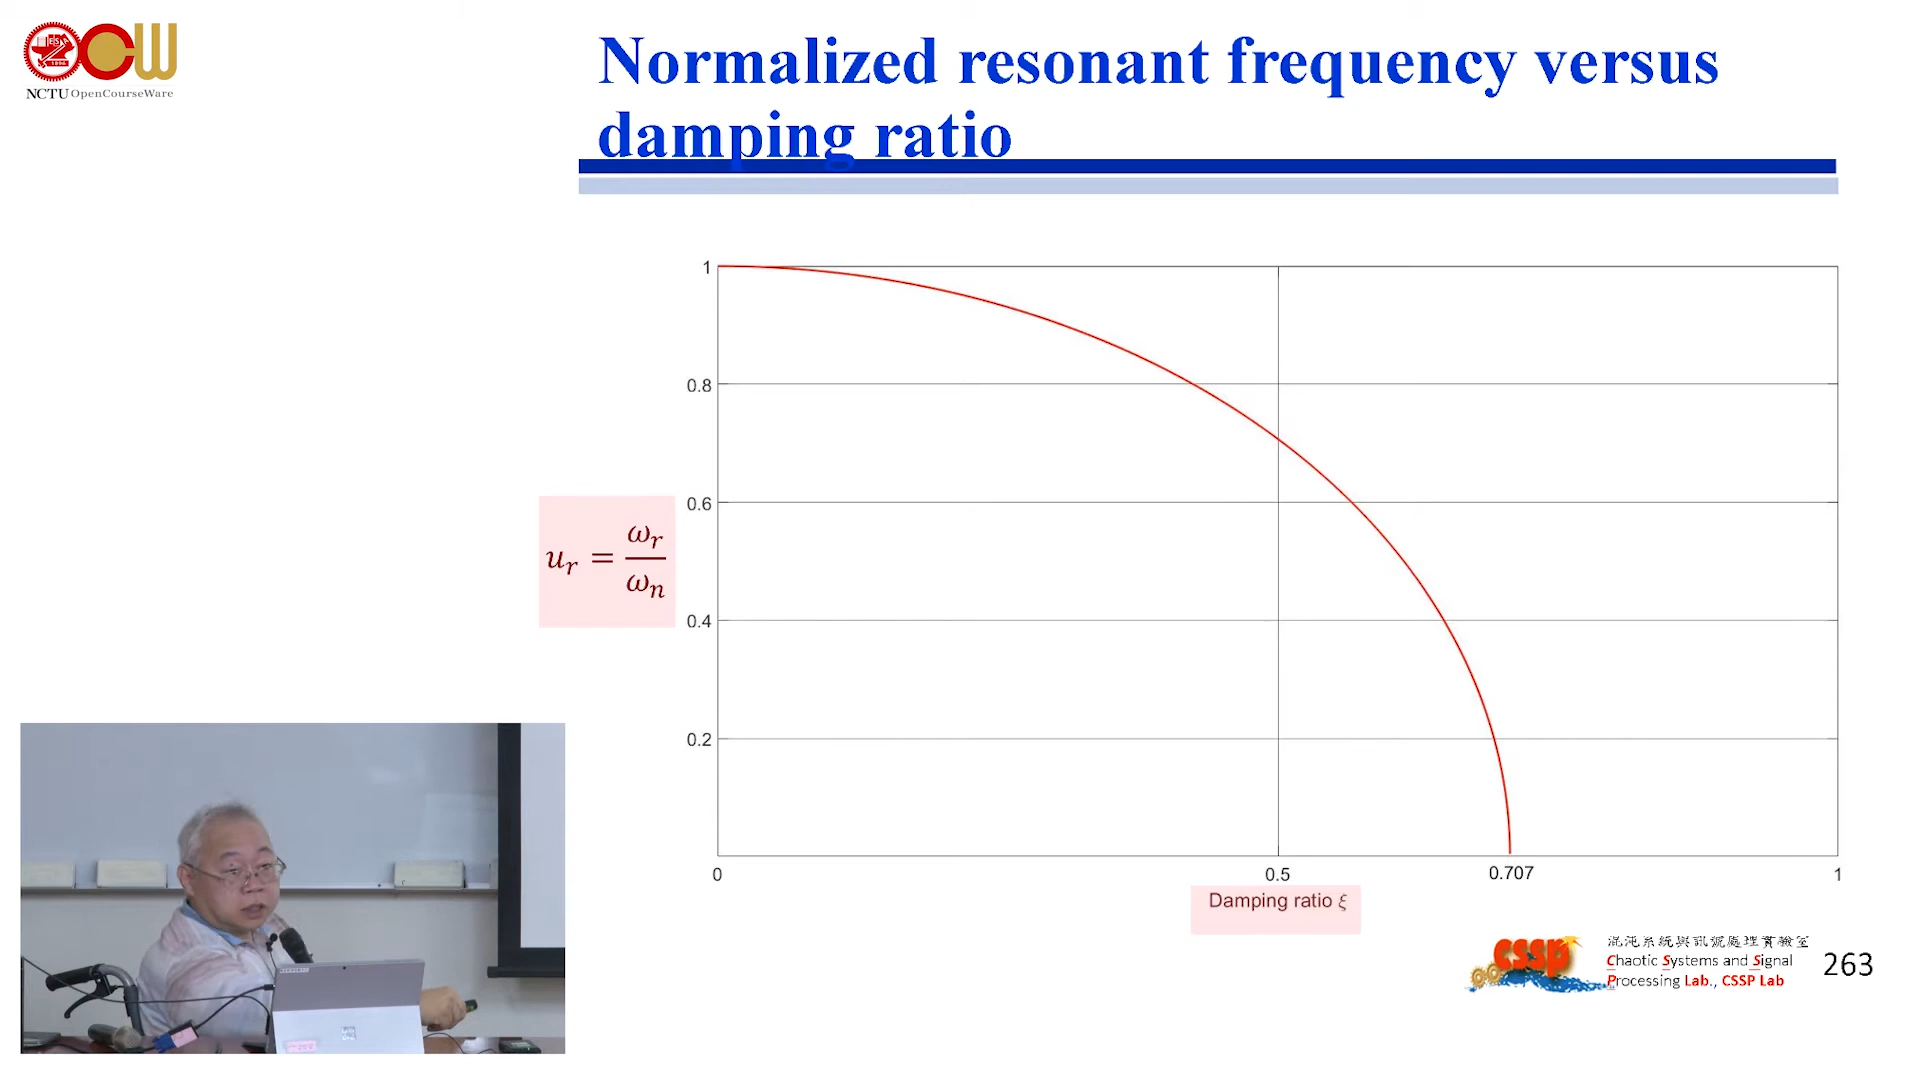 NCTU OpenCourseWare
Normalized resonant frequency versus
damping ratio
1
0.8
0.6
0.4
0.2
u_r = ω_r / ω_n
0
0.5
0.707
1
Damping ratio ξ
cssp
混沌系統與訊號處理實驗室
Chaotic Systems and Signal
Processing Lab., CSSP Lab
263